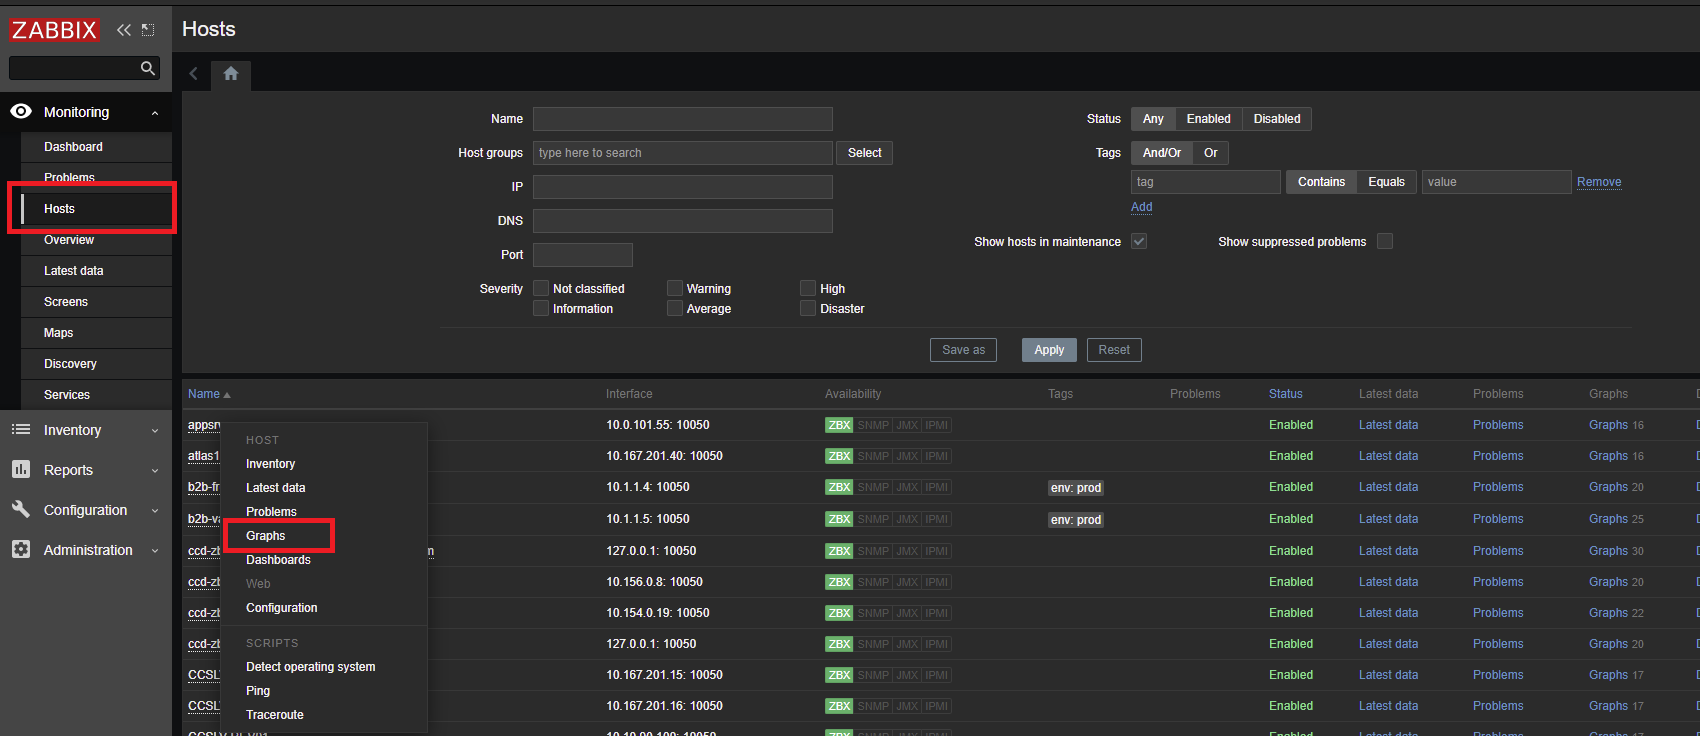 ZABBIX
Hosts
Monitoring
Dashboard
Problems
Hosts
Overview
Latest data
Screens
Maps
Discovery
Services
Inventory
Reports
Configuration
Administration
Name
Host groups type here to search Select
IP
DNS
Port
Severity Not classified Warning High
Information Average Disaster
Status Any Enabled Disabled
Tags And/Or Or
tag Contains Equals value Remove
Add
Show hosts in maintenance Show suppressed problems
Save as Apply Reset
Name Interface Availability Tags Problems Status Latest data Problems Graphs
10.0.101.55: 10050 ZBX SNMP JMX IPMI Enabled Latest data Problems Graphs 16
atlas1 10.167.201.40: 10050 ZBX SNMP JMX IPMI Enabled Latest data Problems Graphs 16
b2b-fr 10.1.1.4: 10050 ZBX SNMP JMX IPMI env: prod Enabled Latest data Problems Graphs 20
b2b-va 10.1.1.5: 10050 ZBX SNMP JMX IPMI env: prod Enabled Latest data Problems Graphs 25
ccd-zb m 127.0.0.1: 10050 ZBX SNMP JMX IPMI Enabled Latest data Problems Graphs 30
ccd-zb 10.156.0.8: 10050 ZBX SNMP JMX IPMI Enabled Latest data Problems Graphs 20
ccd-zb 10.154.0.19: 10050 ZBX SNMP JMX IPMI Enabled Latest data Problems Graphs 22
ccd-zb 127.0.0.1: 10050 ZBX SNMP JMX IPMI Enabled Latest data Problems Graphs 20
CCSL 10.167.201.15: 10050 ZBX SNMP JMX IPMI Enabled Latest data Problems Graphs 17
CCSL 10.167.201.16: 10050 ZBX SNMP JMX IPMI Enabled Latest data Problems Graphs 17
HOST
Inventory
Latest data
Problems
Graphs
Dashboards
Web
Configuration
SCRIPTS
Detect operating system
Ping
Traceroute